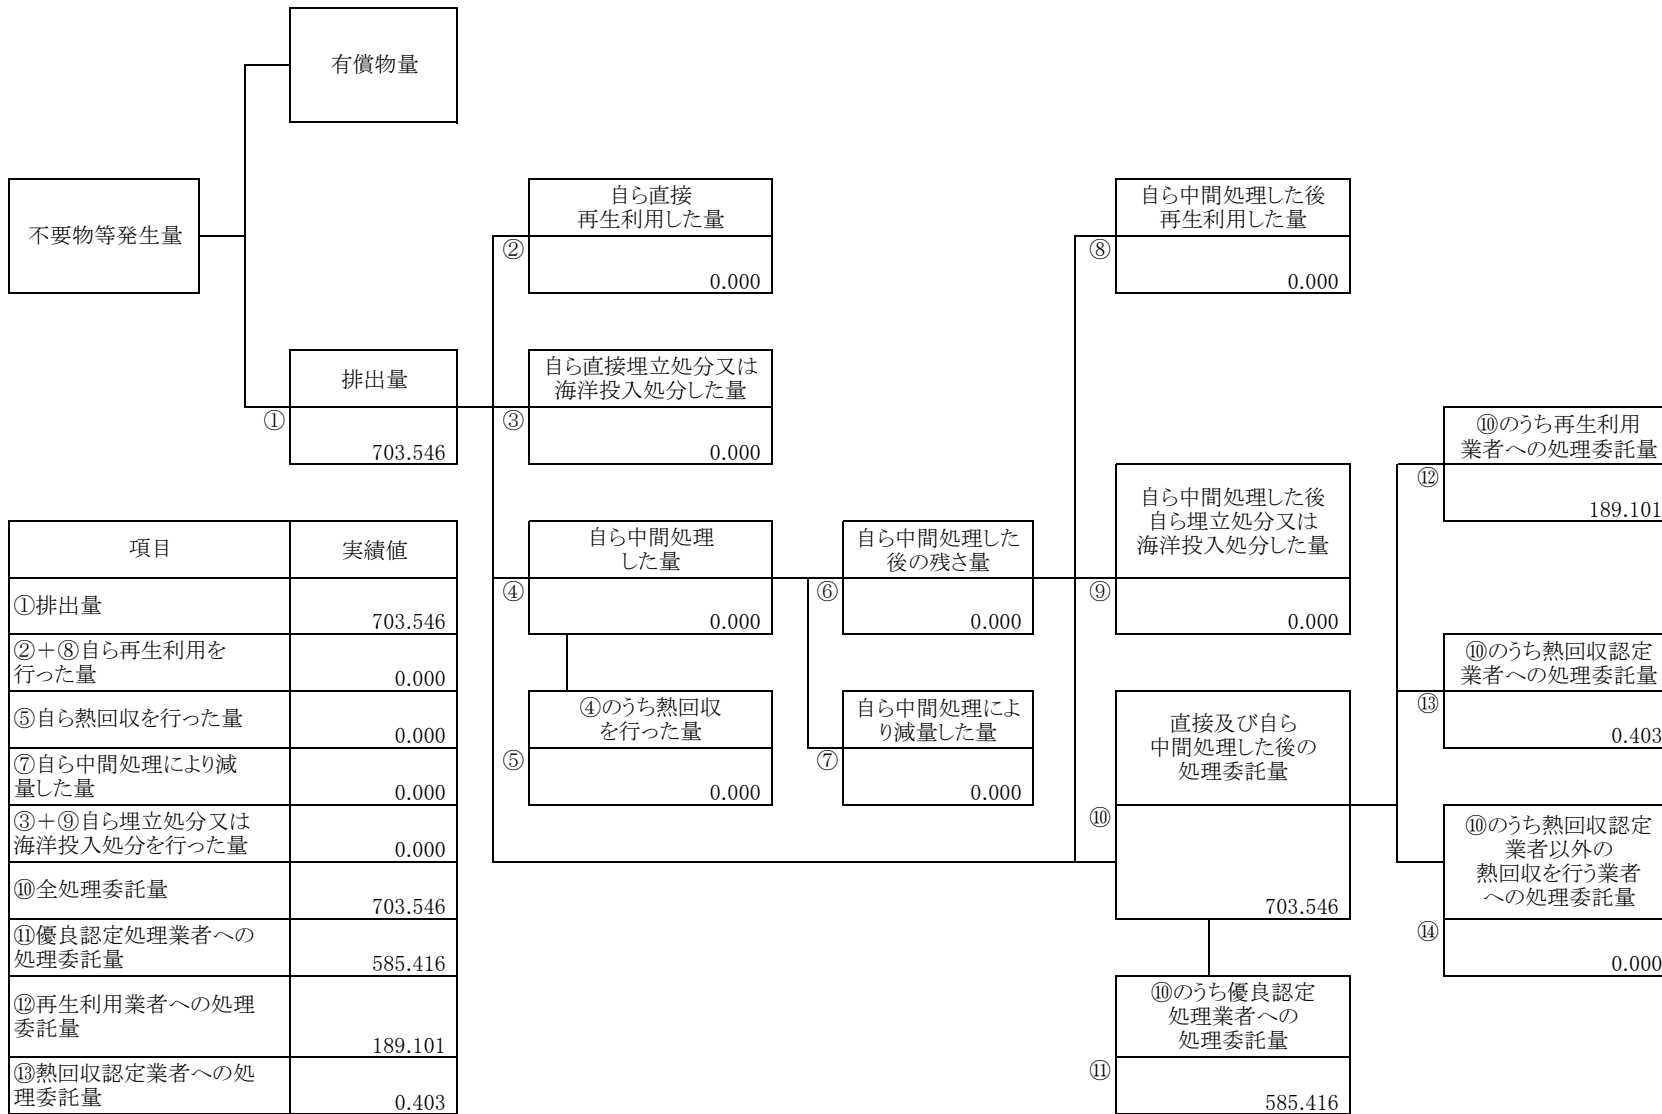 有償物量
不要物等発生量
自ら直接
再生利用した量
②
0.000
自ら中間処理した後
再生利用した量
⑧
0.000
排出量
①
703.546
自ら直接埋立処分又は
海洋投入処分した量
③
0.000
⑩のうち再生利用
業者への処理委託量
⑫
189.101
自ら中間処理
した量
④
0.000
自ら中間処理した
後の残さ量
⑥
0.000
自ら中間処理した後
自ら埋立処分又は
海洋投入処分した量
⑨
0.000
⑩のうち熱回収認定
業者への処理委託量
⑬
0.403
④のうち熱回収
を行った量
⑤
0.000
自ら中間処理によ
り減量した量
⑦
0.000
直接及び自ら
中間処理した後の
処理委託量
⑩
703.546
⑩のうち熱回収認定
業者以外の
熱回収を行う業者
への処理委託量
⑭
0.000
⑩のうち優良認定
処理業者への
処理委託量
⑪
585.416
項目 実績値
①排出量 703.546
②+⑧自ら再生利用を
行った量 0.000
⑤自ら熱回収を行った量 0.000
⑦自ら中間処理により減
量した量 0.000
③+⑨自ら埋立処分又は
海洋投入処分を行った量 0.000
⑩全処理委託量 703.546
⑪優良認定処理業者への
処理委託量 585.416
⑫再生利用業者への処理
委託量 189.101
⑬熱回収認定業者への処
理委託量 0.403